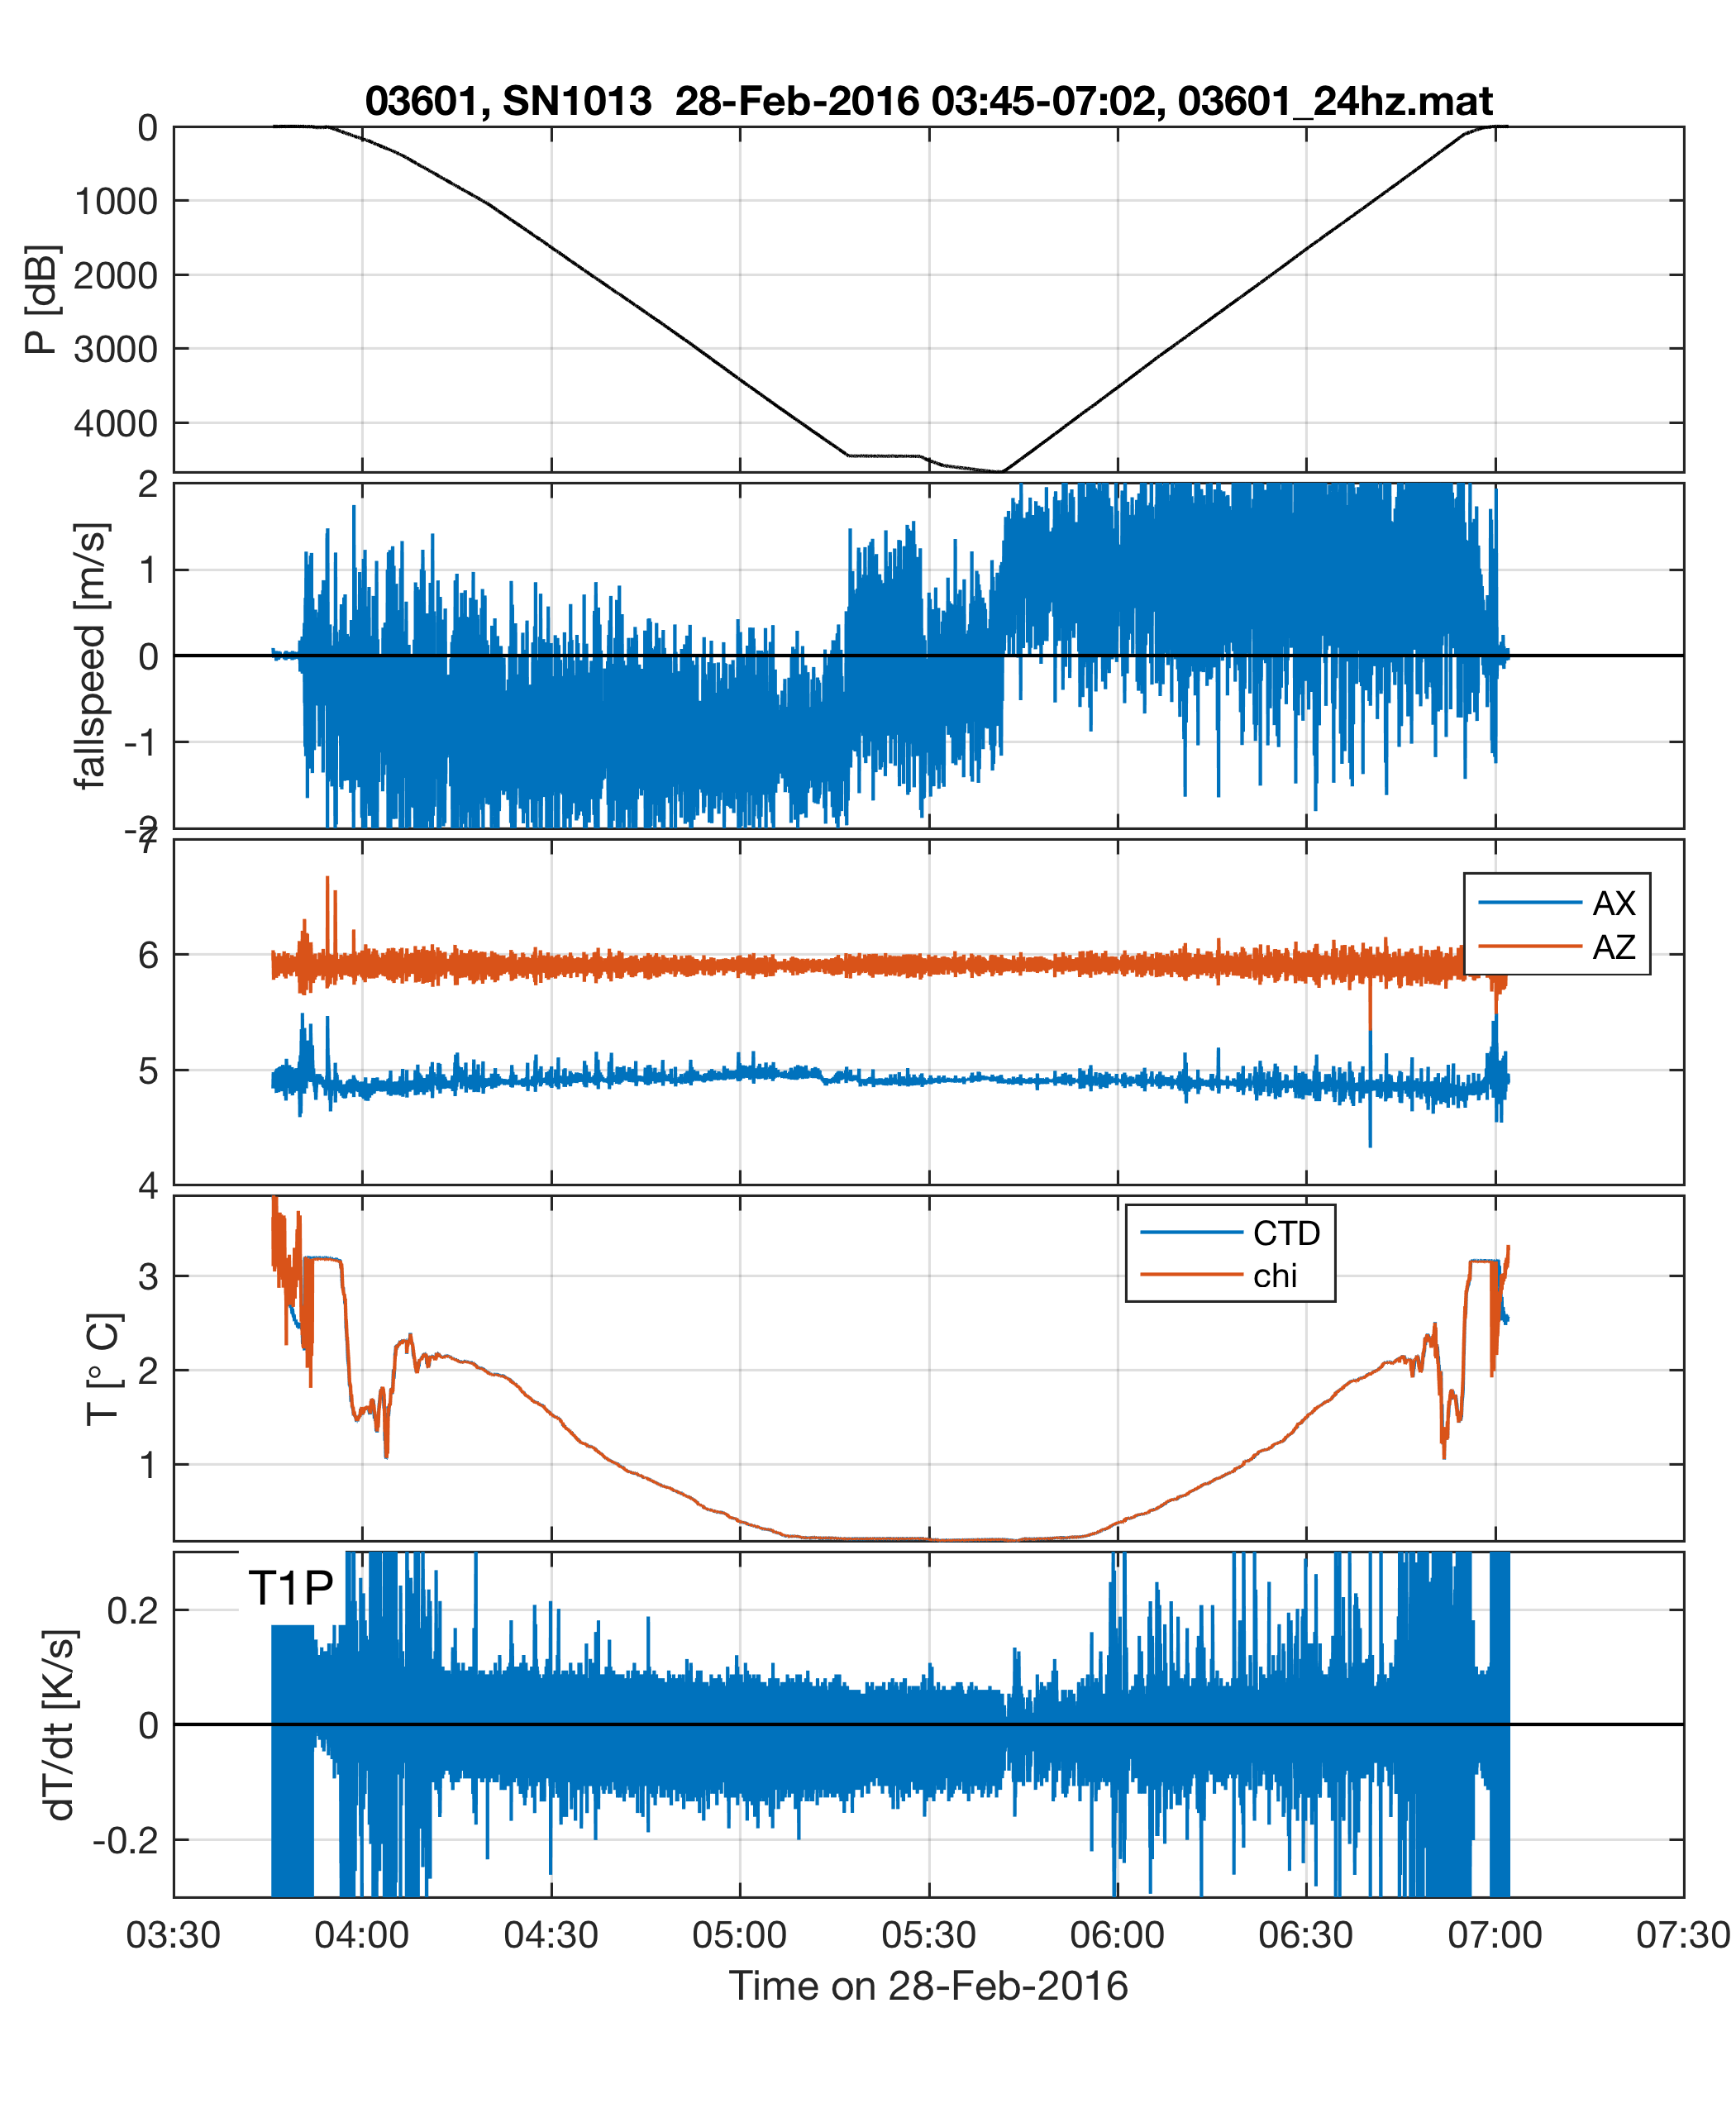 03601, SN1013  28-Feb-2016 03:45-07:02, 03601_24hz.mat
0
1000
2000
3000
4000
P [dB]
2
1
0
-1
-2
fallspeed [m/s]
7
6
5
4
AX
AZ
3
2
1
T [° C]
CTD
chi
T1P
0.2
0
-0.2
dT/dt [K/s]
03:30 04:00 04:30 05:00 05:30 06:00 06:30 07:00 07:30
Time on 28-Feb-2016